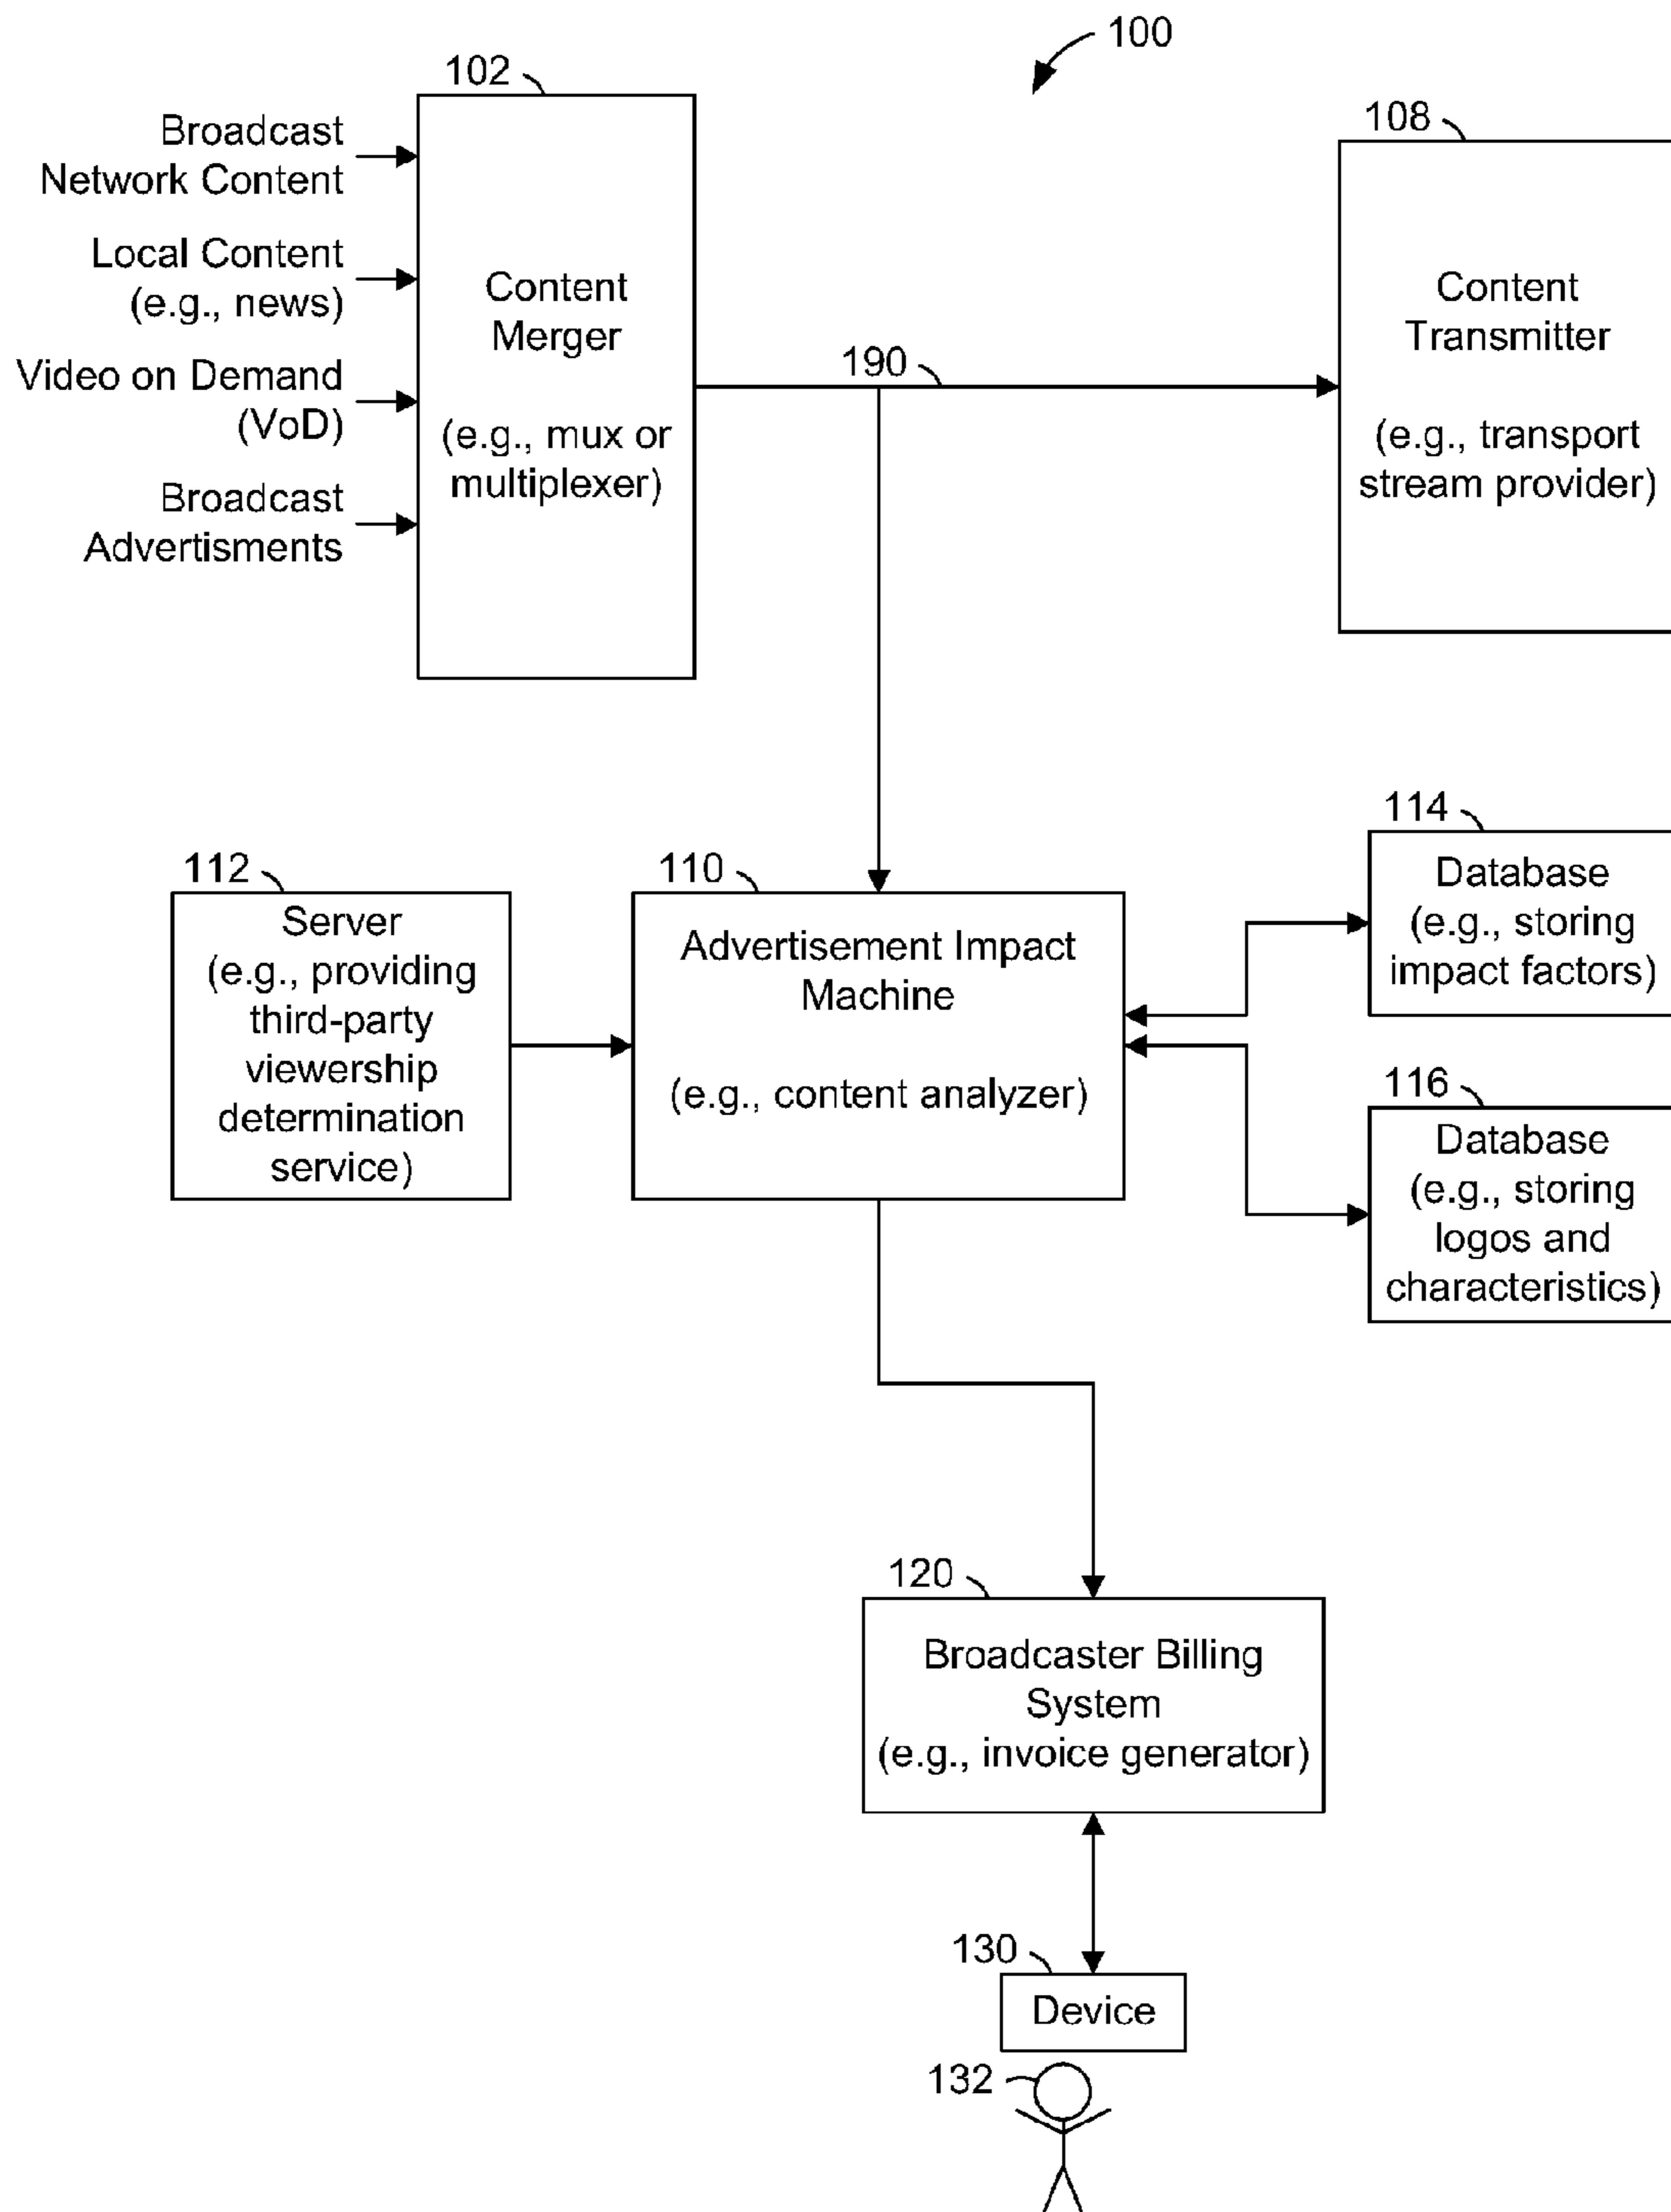 100
102
Broadcast
Network Content
Local Content
(e.g., news)
Video on Demand
(VoD)
Broadcast
Advertisments
Content
Merger
(e.g., mux or
multiplexer)
190
108
Content
Transmitter
(e.g., transport
stream provider)
112
Server
(e.g., providing
third-party
viewership
determination
service)
110
Advertisement Impact
Machine
(e.g., content analyzer)
114
Database
(e.g., storing
impact factors)
116
Database
(e.g., storing
logos and
characteristics)
120
Broadcaster Billing
System
(e.g., invoice generator)
130
Device
132